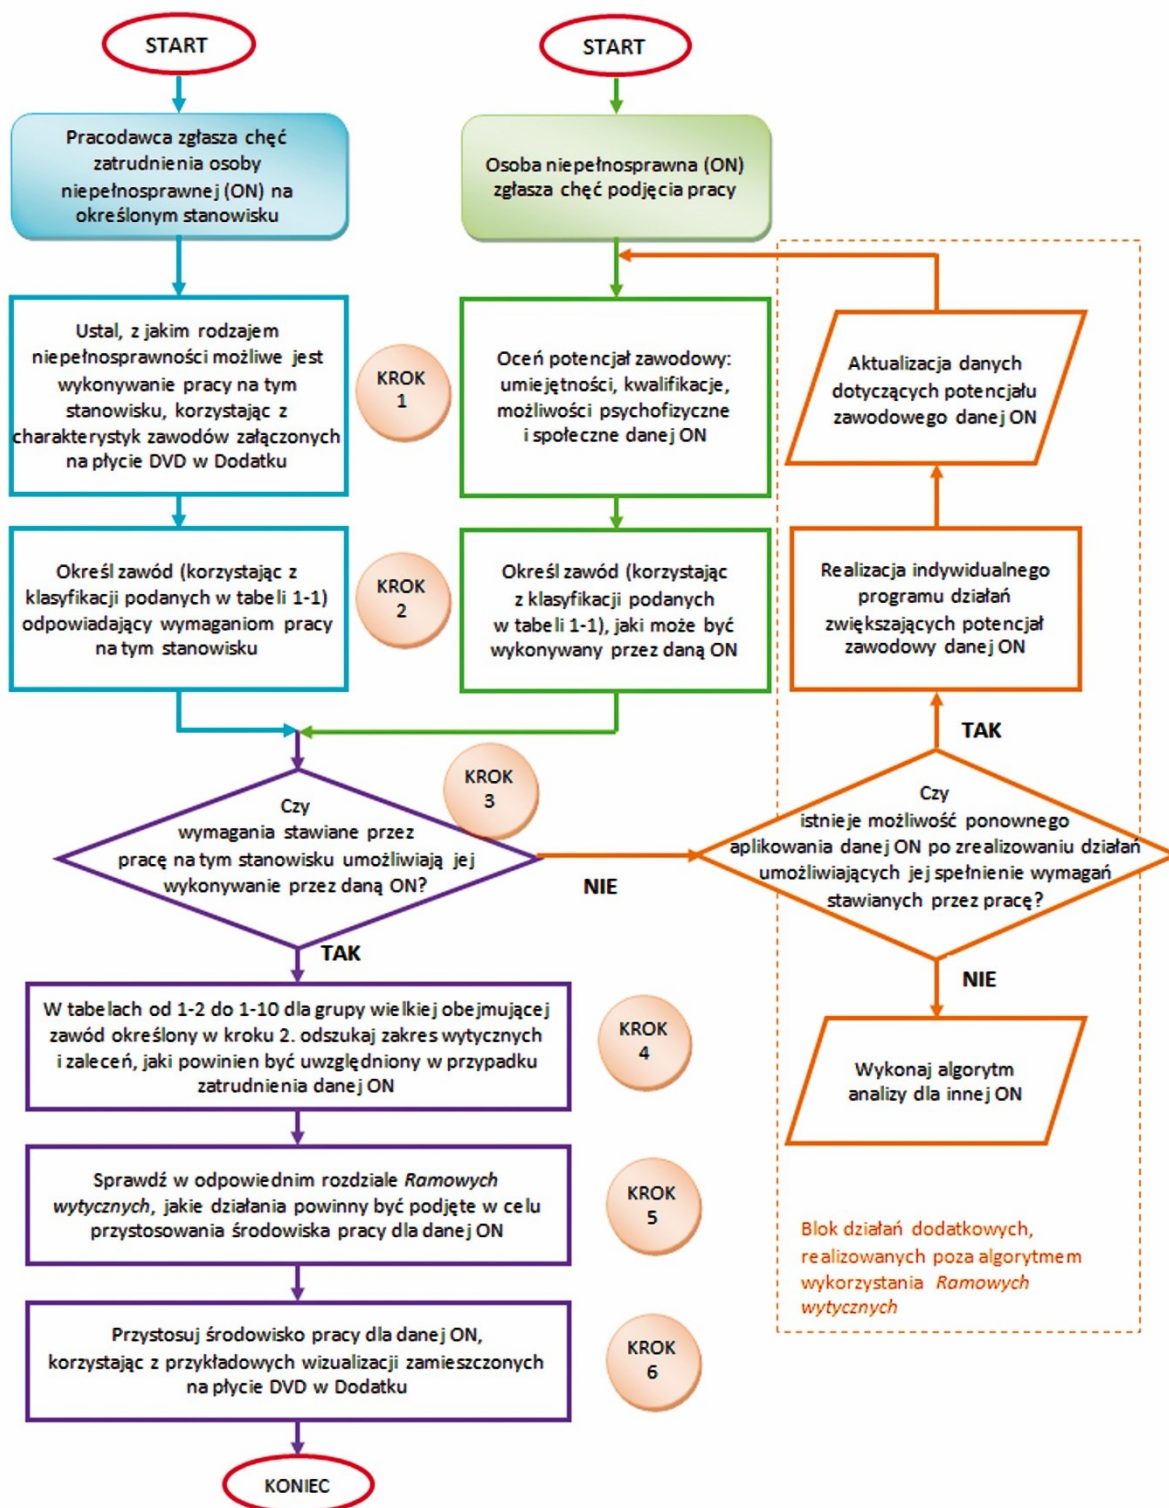 START
Pracodawca zgłasza chęć
zatrudnienia osoby
niepełnosprawnej (ON) na
określonym stanowisku
START
Osoba niepełnosprawna (ON)
zgłasza chęć podjęcia pracy
Ustal, z jakim rodzajem
niepełnosprawności możliwe jest
wykonywanie pracy na tym
stanowisku, korzystając z
charakterystyk zawodów załączonych
na płycie DVD w Dodatku
KROK
1
Oceń potencjał zawodowy:
umiejętności, kwalifikacje,
możliwości psychofizyczne
i społeczne danej ON
Aktualizacja danych
dotyczących potencjału
zawodowego danej ON
Określ zawód (korzystając z
klasyfikacji podanych w tabeli 1-1)
odpowiadający wymaganiom pracy
na tym stanowisku
KROK
2
Określ zawód (korzystając
z klasyfikacji podanych
w tabeli 1-1), jaki może być
wykonywany przez daną ON
Realizacja indywidualnego
programu działań
zwiększających potencjał
zawodowy danej ON
TAK
KROK
3
Czy
wymagania stawiane przez
pracę na tym stanowisku umożliwiają jej
wykonywanie przez daną ON?
NIE
Czy
istnieje możliwość ponownego
aplikowania danej ON po zrealizowaniu działań
umożliwiających jej spełnienie wymagań
stawianych przez pracę?
TAK
NIE
W tabelach od 1-2 do 1-10 dla grupy wielkiej obejmującej
zawód określony w kroku 2. odszukaj zakres wytycznych
i zaleceń, jaki powinien być uwzględniony w przypadku
zatrudnienia danej ON
KROK
4
Wykonaj algorytm
analizy dla innej ON
Sprawdź w odpowiednim rozdziale Ramowych
wytycznych, jakie działania powinny być podjęte w celu
przystosowania środowiska pracy dla danej ON
KROK
5
Blok działań dodatkowych,
realizowanych poza algorytmem
wykorzystania Ramowych
wytycznych
Przystosuj środowisko pracy dla danej ON,
korzystając z przykładowych wizualizacji zamieszczonych
na płycie DVD w Dodatku
KROK
6
KONIEC